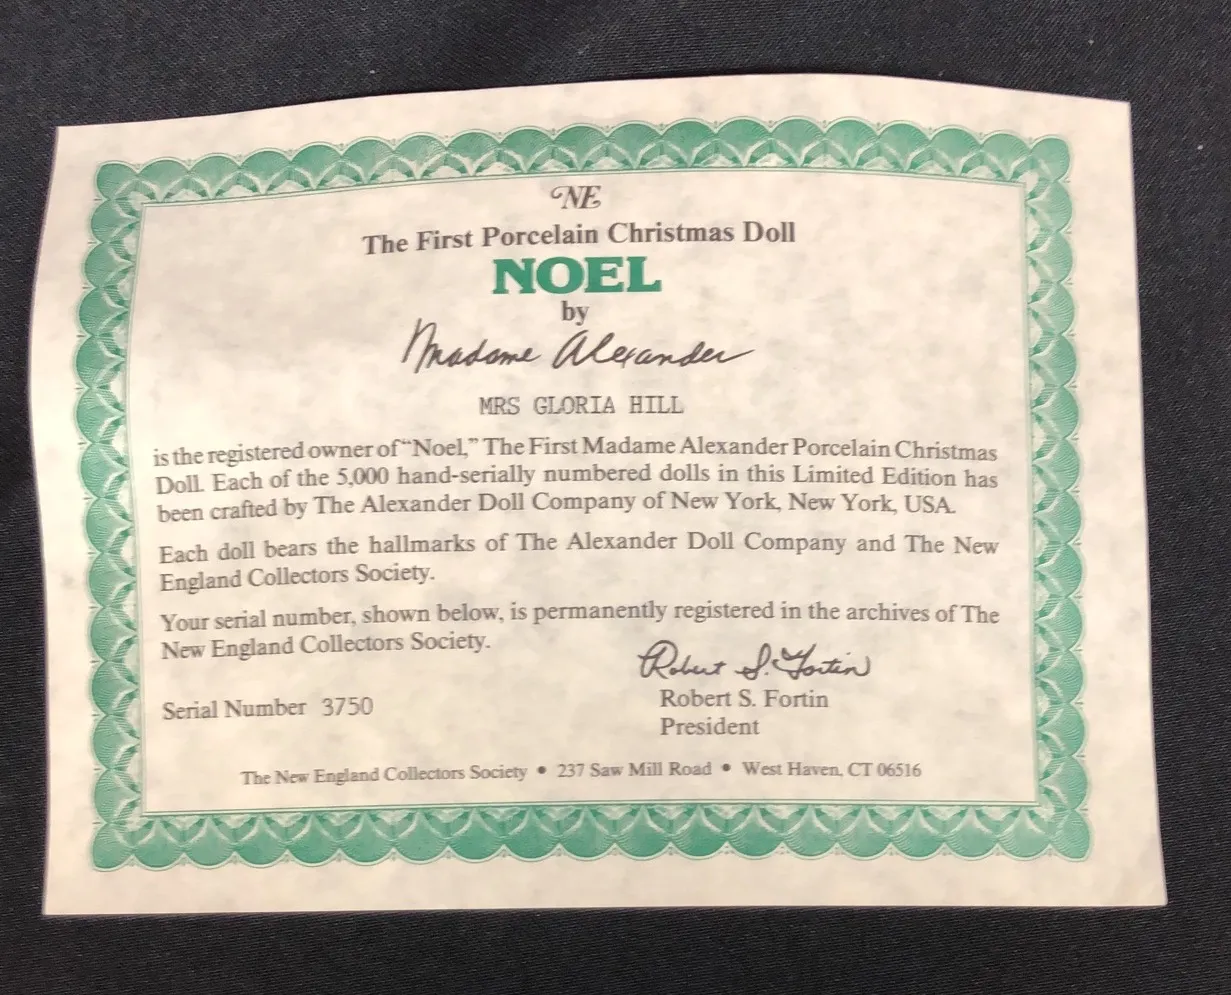 NE
The First Porcelain Christmas Doll
NOEL
by
Madame Alexander
MRS GLORIA HILL
is the registered owner of “Noel,” The First Madame Alexander Porcelain Christmas
Doll. Each of the 5,000 hand-serially numbered dolls in this Limited Edition has
been crafted by The Alexander Doll Company of New York, New York, USA.
Each doll bears the hallmarks of The Alexander Doll Company and The New
England Collectors Society.
Your serial number, shown below, is permanently registered in the archives of The
New England Collectors Society.
Robert S. Fortin
Serial Number 3750
Robert S. Fortin
President
The New England Collectors Society • 237 Saw Mill Road • West Haven, CT 06516